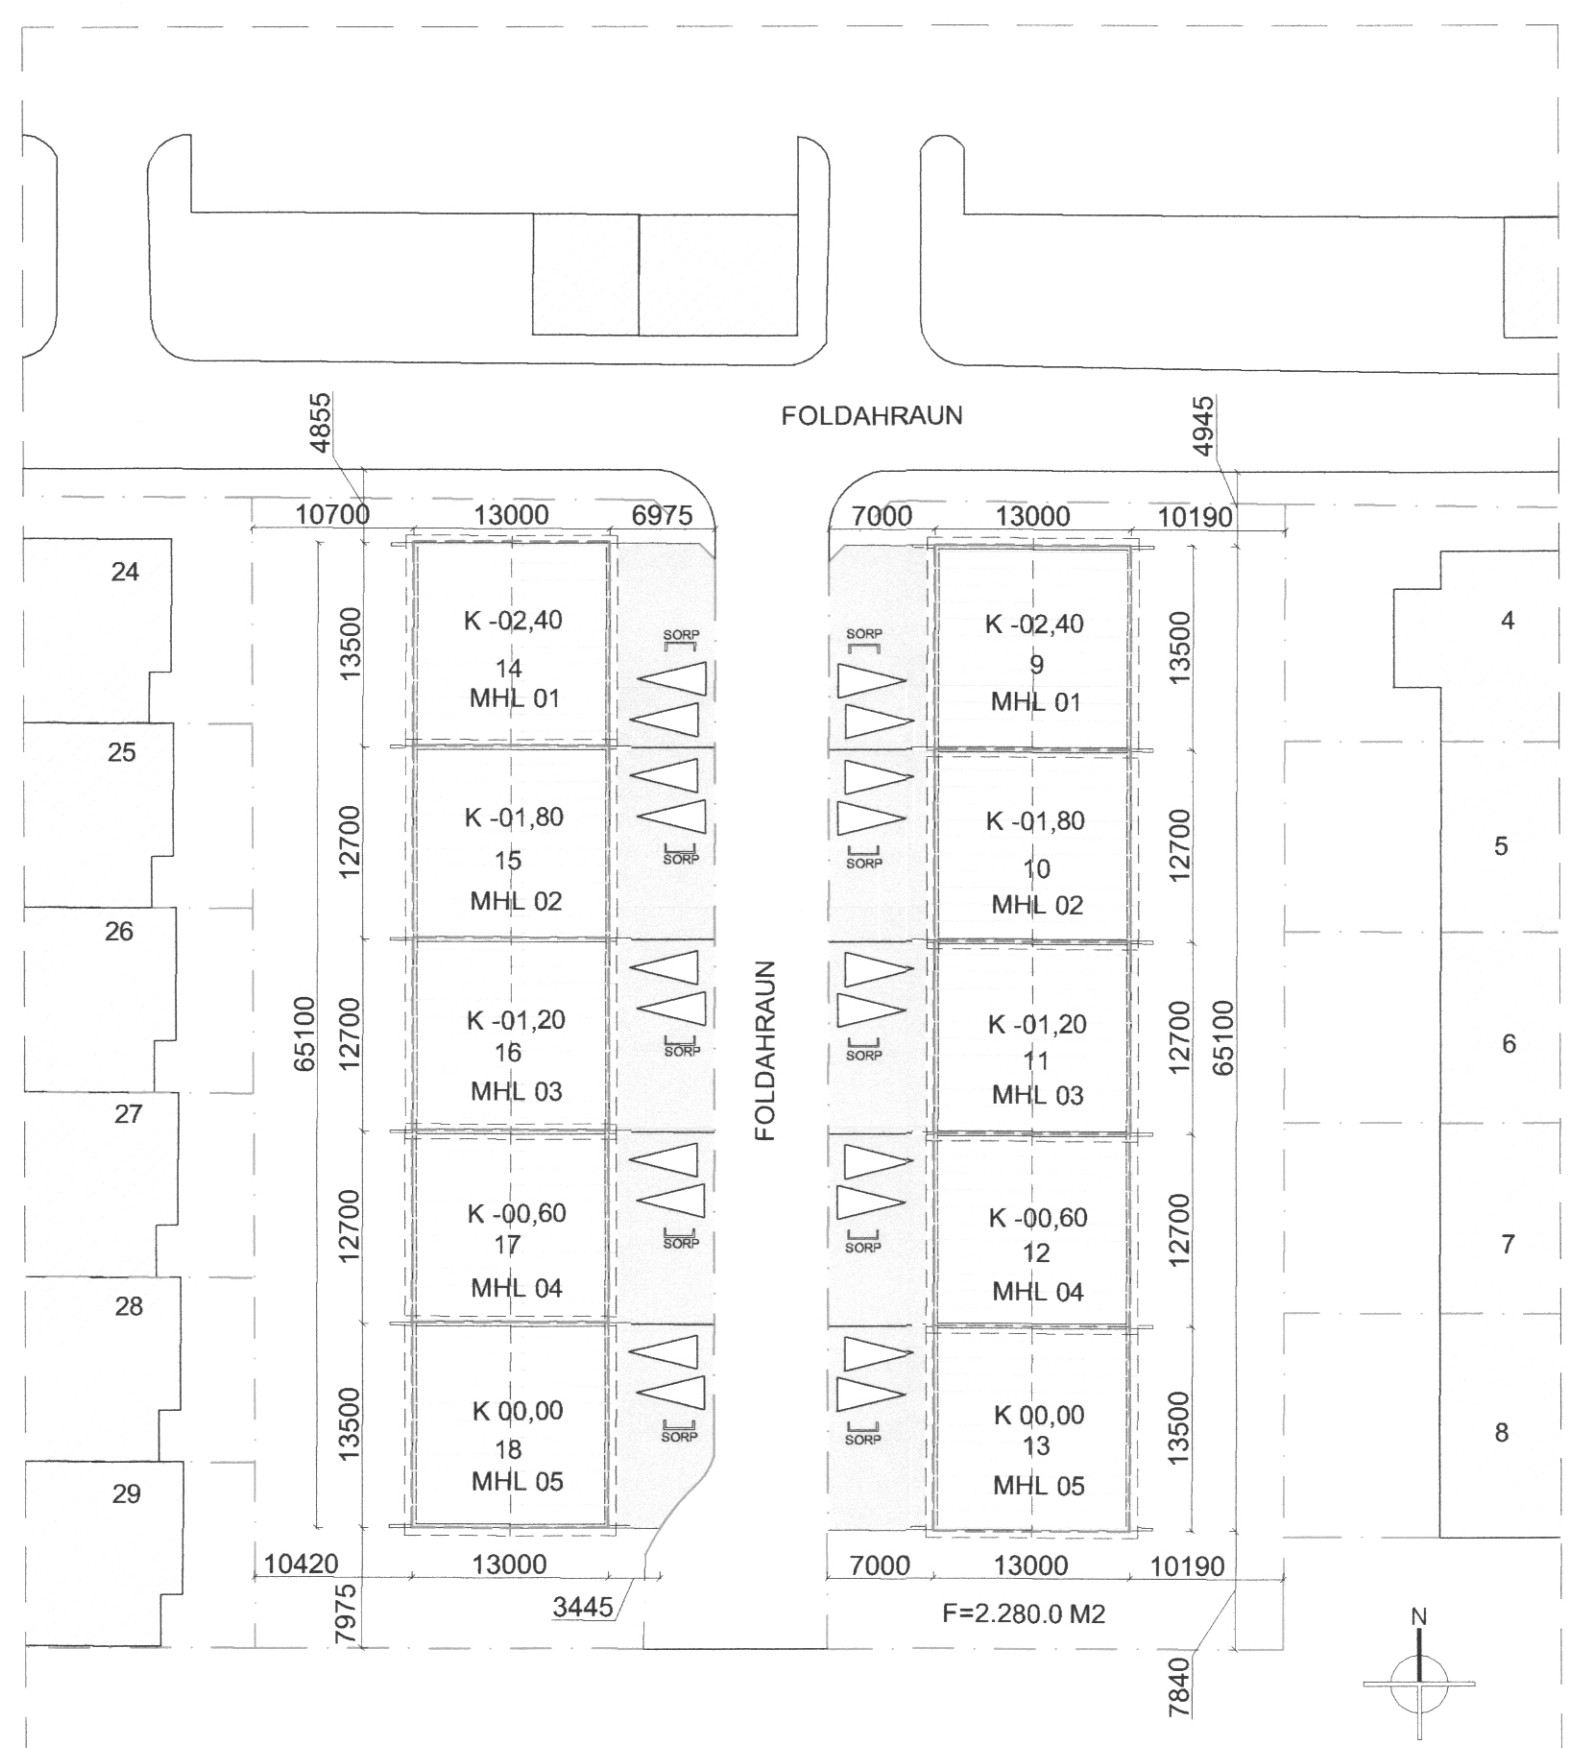 FOLDAHRAUN
4855
4945
10700 13000 6975
7000 13000 10190
24
25
26
27
28
29
65100
13500
12700
12700
12700
13500
K -02,40
14
MHL 01
K -01,80
15
MHL 02
K -01,20
16
MHL 03
K -00,60
17
MHL 04
K 00,00
18
MHL 05
SORP
SORP
SORP
SORP
SORP
FOLDAHRAUN
SORP
SORP
SORP
SORP
SORP
K -02,40
9
MHL 01
K -01,80
10
MHL 02
K -01,20
11
MHL 03
K -00,60
12
MHL 04
K 00,00
13
MHL 05
13500
12700
12700
12700
13500
65100
4
5
6
7
8
10420 13000
3445
7975
7000 13000 10190
F=2.280.0 M2
7840
N